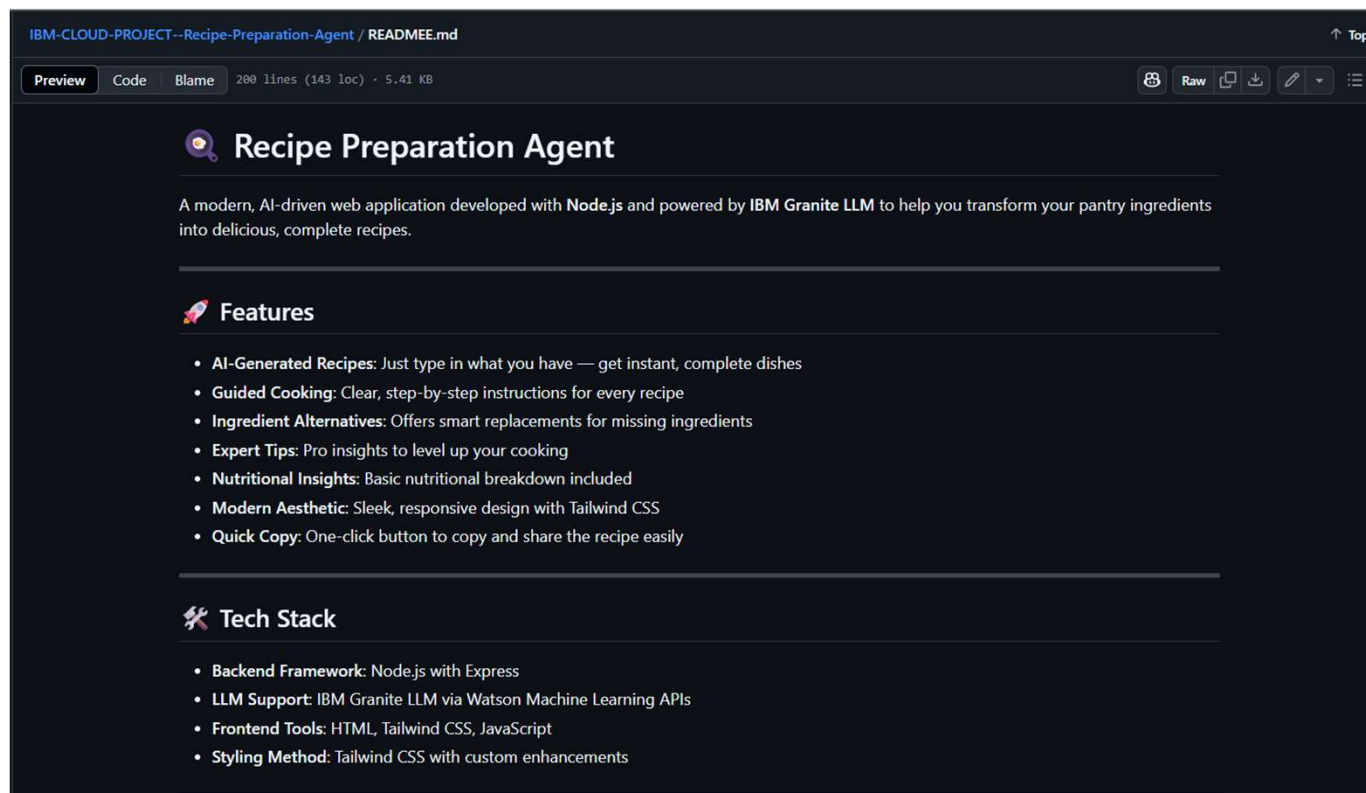 IBM-CLOUD-PROJECT--Recipe-Preparation-Agent / READMEE.md
Top
Preview Code Blame 200 lines (143 loc) · 5.41 KB
Raw
Recipe Preparation Agent
A modern, AI-driven web application developed with Node.js and powered by IBM Granite LLM to help you transform your pantry ingredients
into delicious, complete recipes.
Features
• AI-Generated Recipes: Just type in what you have — get instant, complete dishes
• Guided Cooking: Clear, step-by-step instructions for every recipe
• Ingredient Alternatives: Offers smart replacements for missing ingredients
• Expert Tips: Pro insights to level up your cooking
• Nutritional Insights: Basic nutritional breakdown included
• Modern Aesthetic: Sleek, responsive design with Tailwind CSS
• Quick Copy: One-click button to copy and share the recipe easily
Tech Stack
• Backend Framework: Node.js with Express
• LLM Support: IBM Granite LLM via Watson Machine Learning APIs
• Frontend Tools: HTML, Tailwind CSS, JavaScript
• Styling Method: Tailwind CSS with custom enhancements